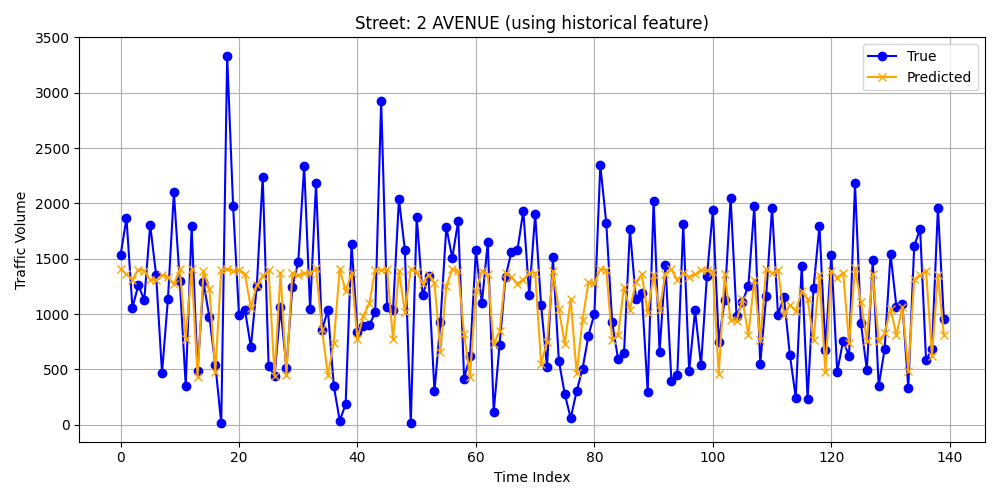 Street: 2 AVENUE (using historical feature)
True
Predicted
Traffic Volume
3500
3000
2500
2000
1500
1000
500
0
0 20 40 60 80 100 120 140
Time Index